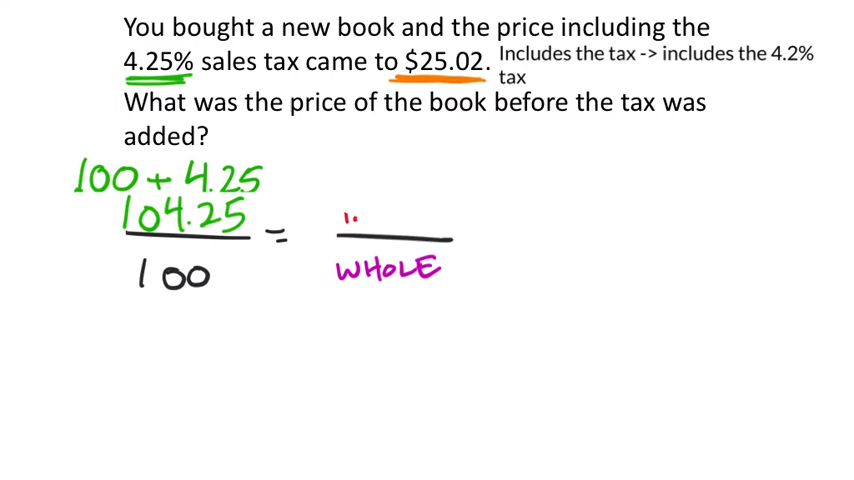 You bought a new book and the price including the
4.25% sales tax came to $25.02.
Includes the tax -> includes the 4.2%
tax
What was the price of the book before the tax was
added?
100 + 4.25
104.25
=
100
WHOLE